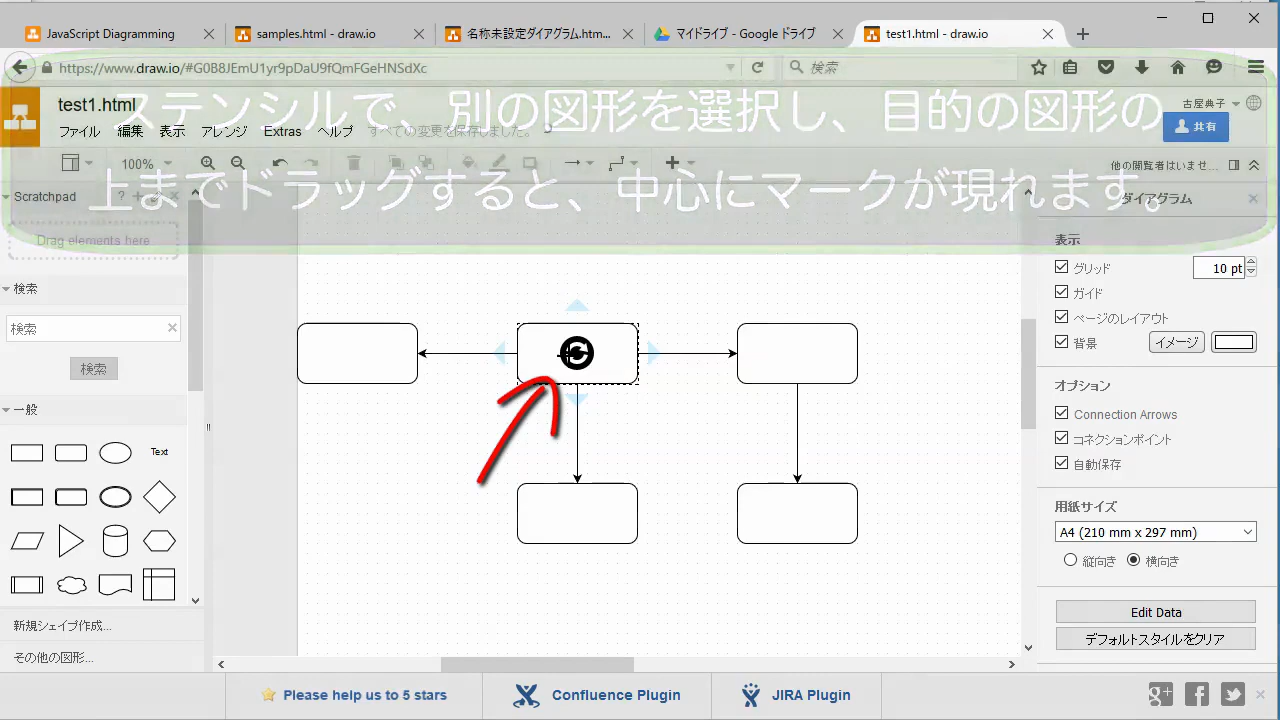 JavaScript Diagramming
samples.html - draw.io
名称未設定ダイアグラム.htm...
マイドライブ - Google ドライブ
test1.html - draw.io
https://www.draw.io/#G0B8JEmU1yr9pDaU9fQmFGeHNSdXc
検索
ステンシルで、別の図形を選択し、目的の図形の
上までドラッグすると、中心にマークが現れます。
test1.html
古屋典子
ファイル 編集 表示 アレンジ Extras ヘルプ すべての変更を保存しました。
共有
100%
他の閲覧者はいませ...
Scratchpad
?
Drag elements here
検索
検索
検索
一般
Text
新規シェイプ作成...
その他の図形...
ダイアグラム
表示
グリッド
10 pt
ガイド
ページのレイアウト
背景
イメージ
オプション
Connection Arrows
コネクションポイント
自動保存
用紙サイズ
A4 (210 mm x 297 mm)
縦向き
横向き
Edit Data
デフォルトスタイルをクリア
Please help us to 5 stars
Confluence Plugin
JIRA Plugin
g+